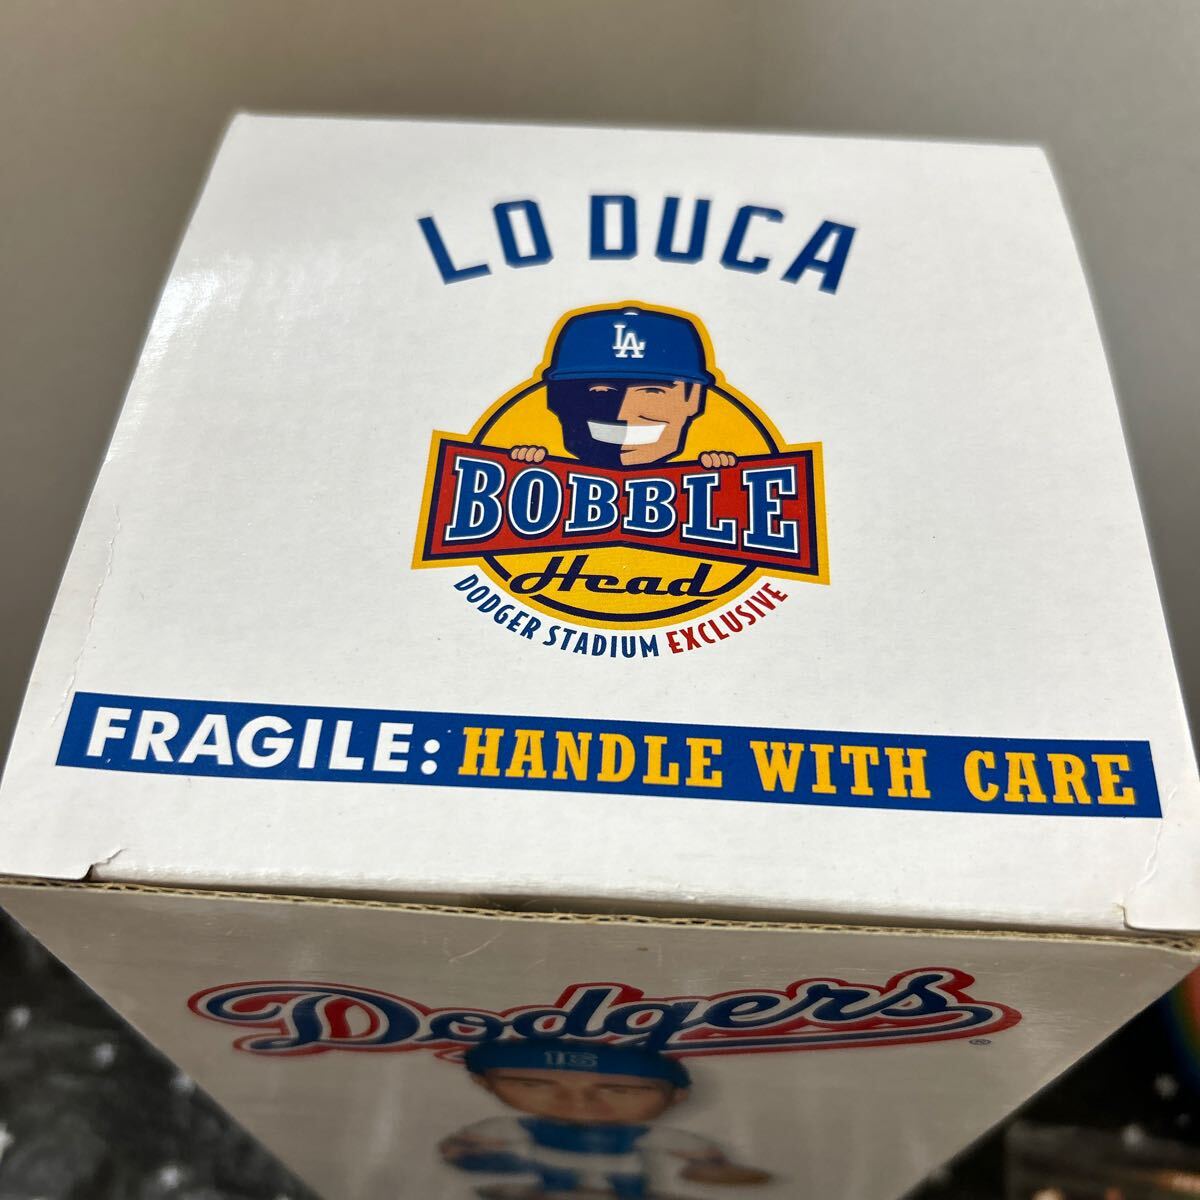 LO DUCA
LA
BOBBLE
Head
DODGER STADIUM EXCLUSIVE
FRAGILE: HANDLE WITH CARE
Dodgers
16